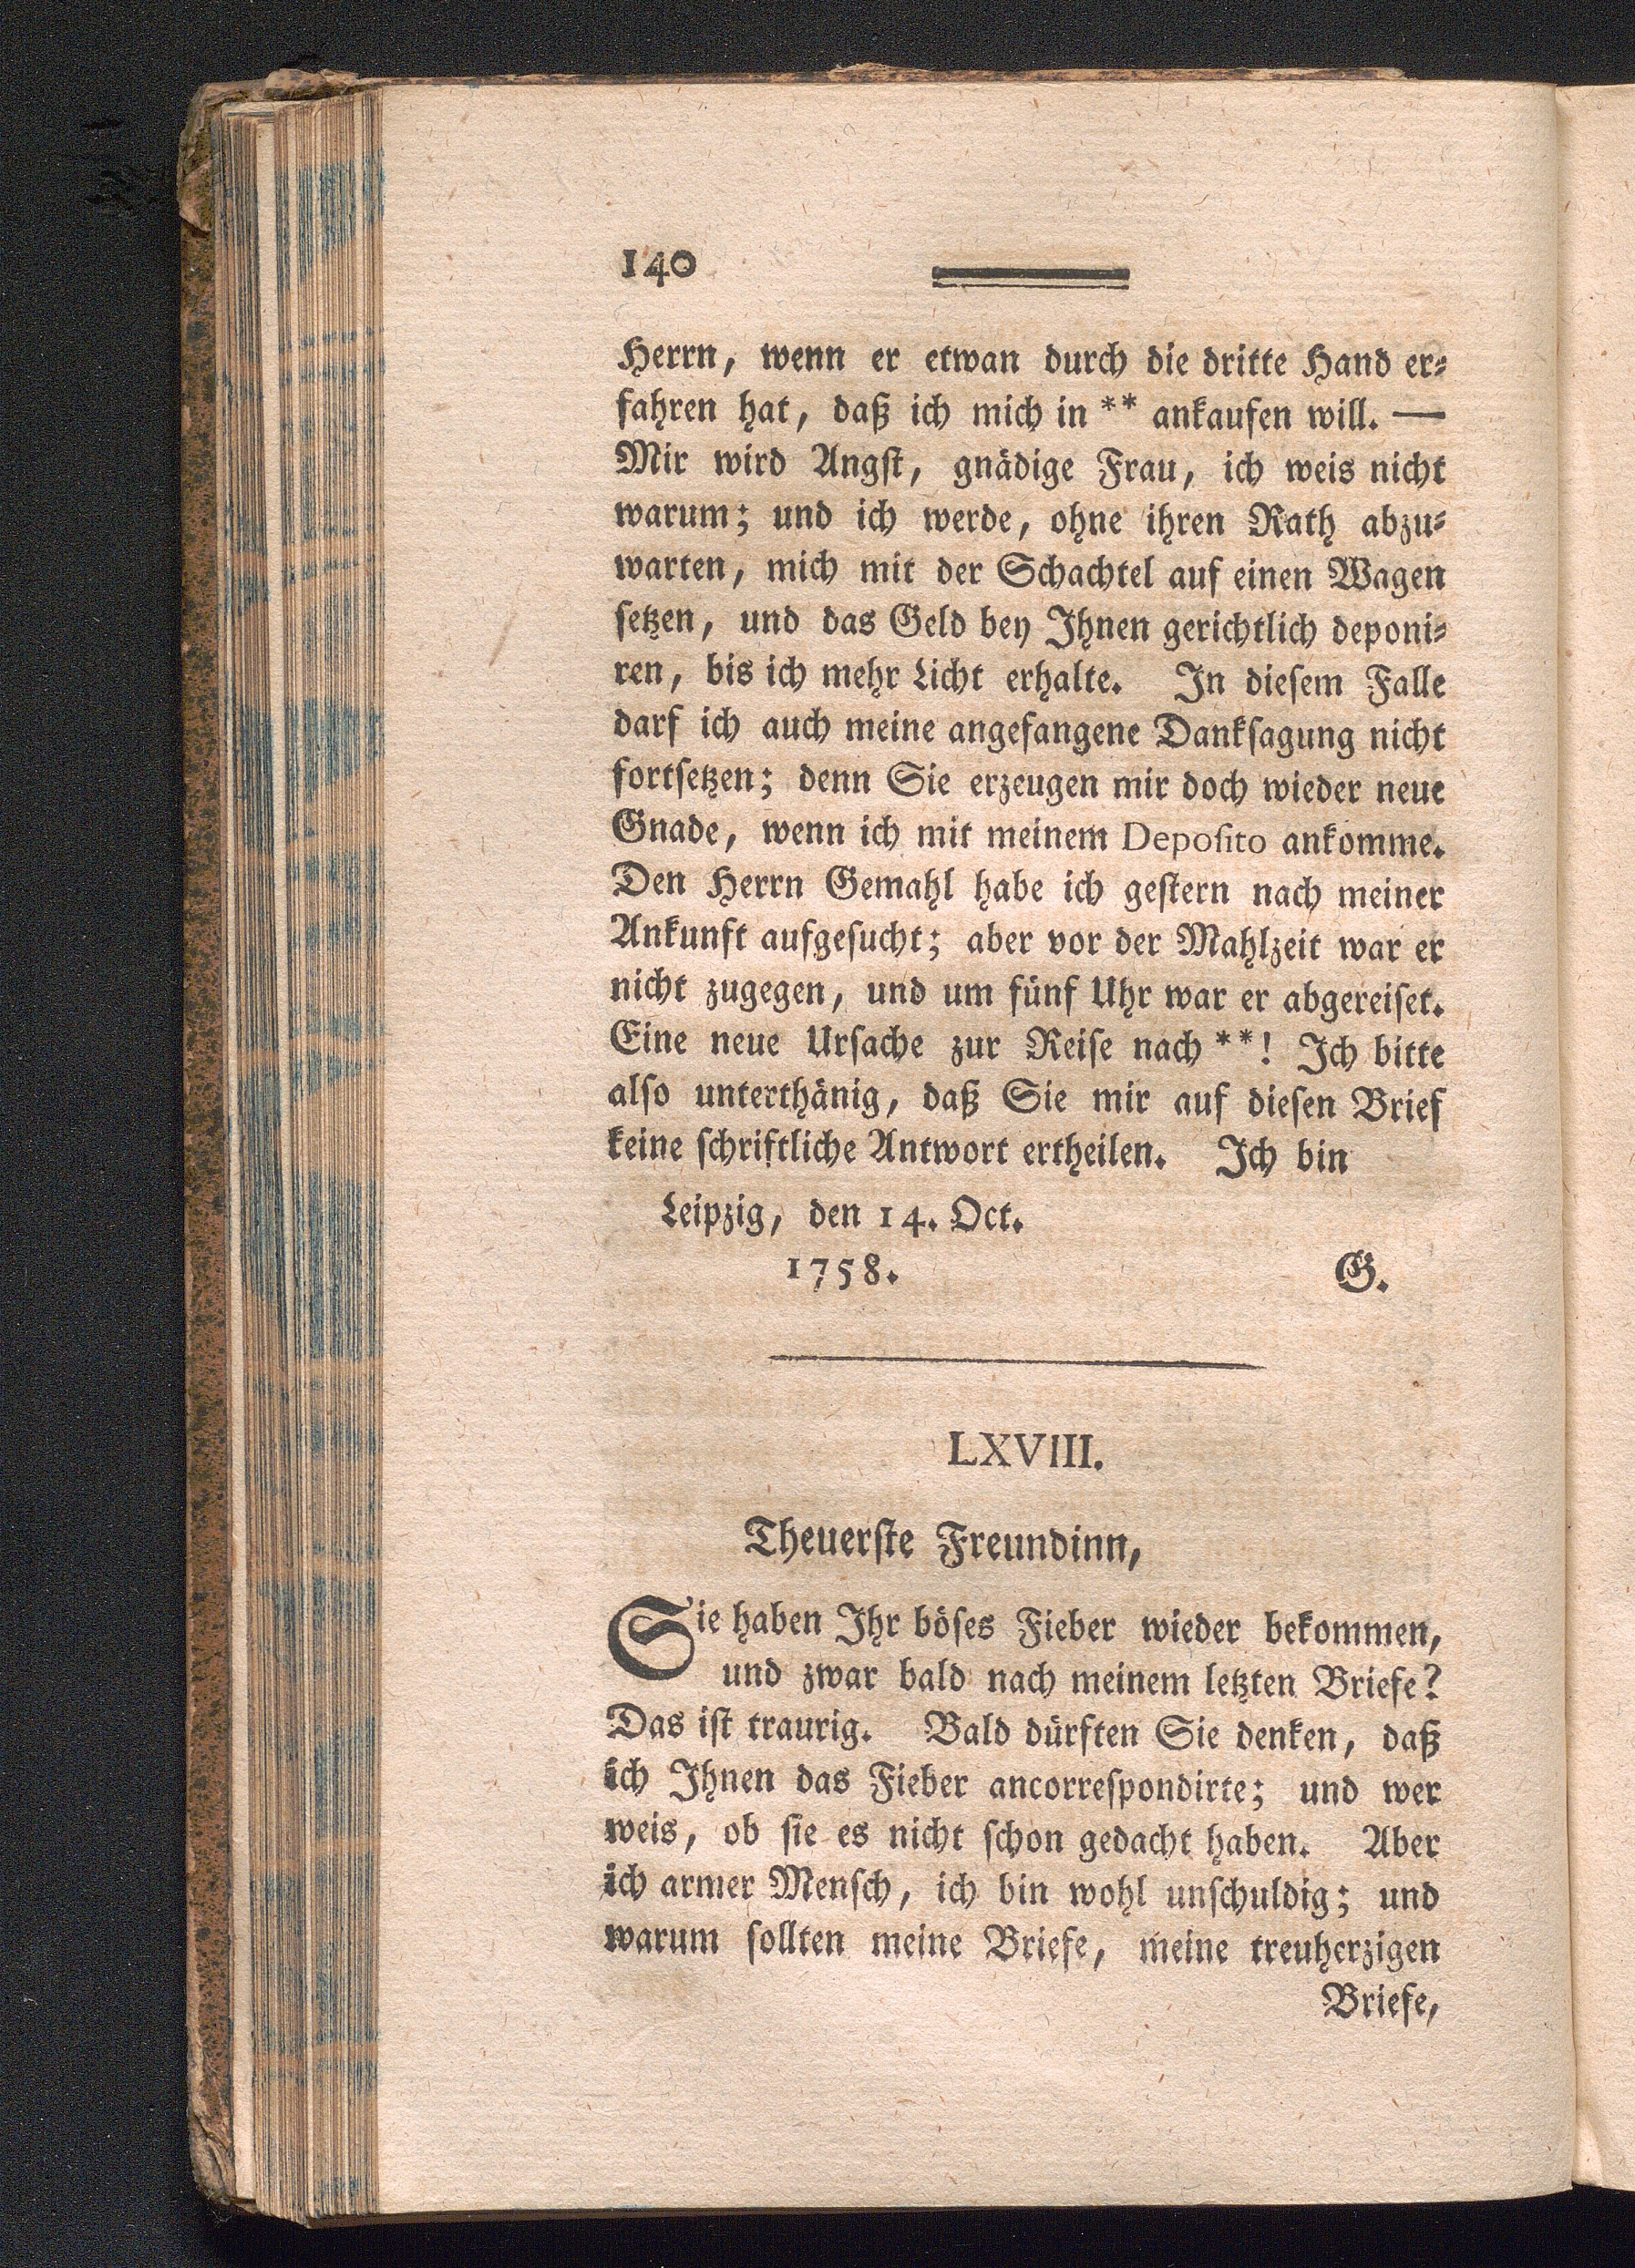 140
Herrn, wenn er etwan durch die dritte Hand er-
fahren hat, daß ich mich in ** ankaufen will. —
Mir wird Angſt, gnädige Frau, ich weis nicht
warum; und ich werde, ohne ihren Rath abzu-
warten, mich mit der Schachtel auf einen Wagen
ſetzen, und das Geld bey Ihnen gerichtlich deponi-
ren, bis ich mehr Licht erhalte. In dieſem Falle
darf ich auch meine angefangene Dankſagung nicht
fortſetzen; denn Sie erzeugen mir doch wieder neue
Gnade, wenn ich mit meinem Depoſito ankomme.
Den Herrn Gemahl habe ich geſtern nach meiner
Ankunft aufgeſucht; aber vor der Mahlzeit war er
nicht zugegen, und um fünf Uhr war er abgereiſet.
Eine neue Urſache zur Reiſe nach **! Ich bitte
alſo unterthänig, daß Sie mir auf dieſen Brief
keine ſchriftliche Antwort ertheilen. Ich bin
Leipzig, den 14. Oct.
1758. G.
LXVIII.
Theuerſte Freundinn,
Sie haben Ihr böſes Fieber wieder bekommen,
und zwar bald nach meinem letzten Briefe?
Das iſt traurig. Bald dürften Sie denken, daß
ich Ihnen das Fieber ancorreſpondirte; und wer
weis, ob ſie es nicht ſchon gedacht haben. Aber
ich armer Menſch, ich bin wohl unſchuldig; und
warum ſollten meine Briefe, meine treuherzigen
Briefe,